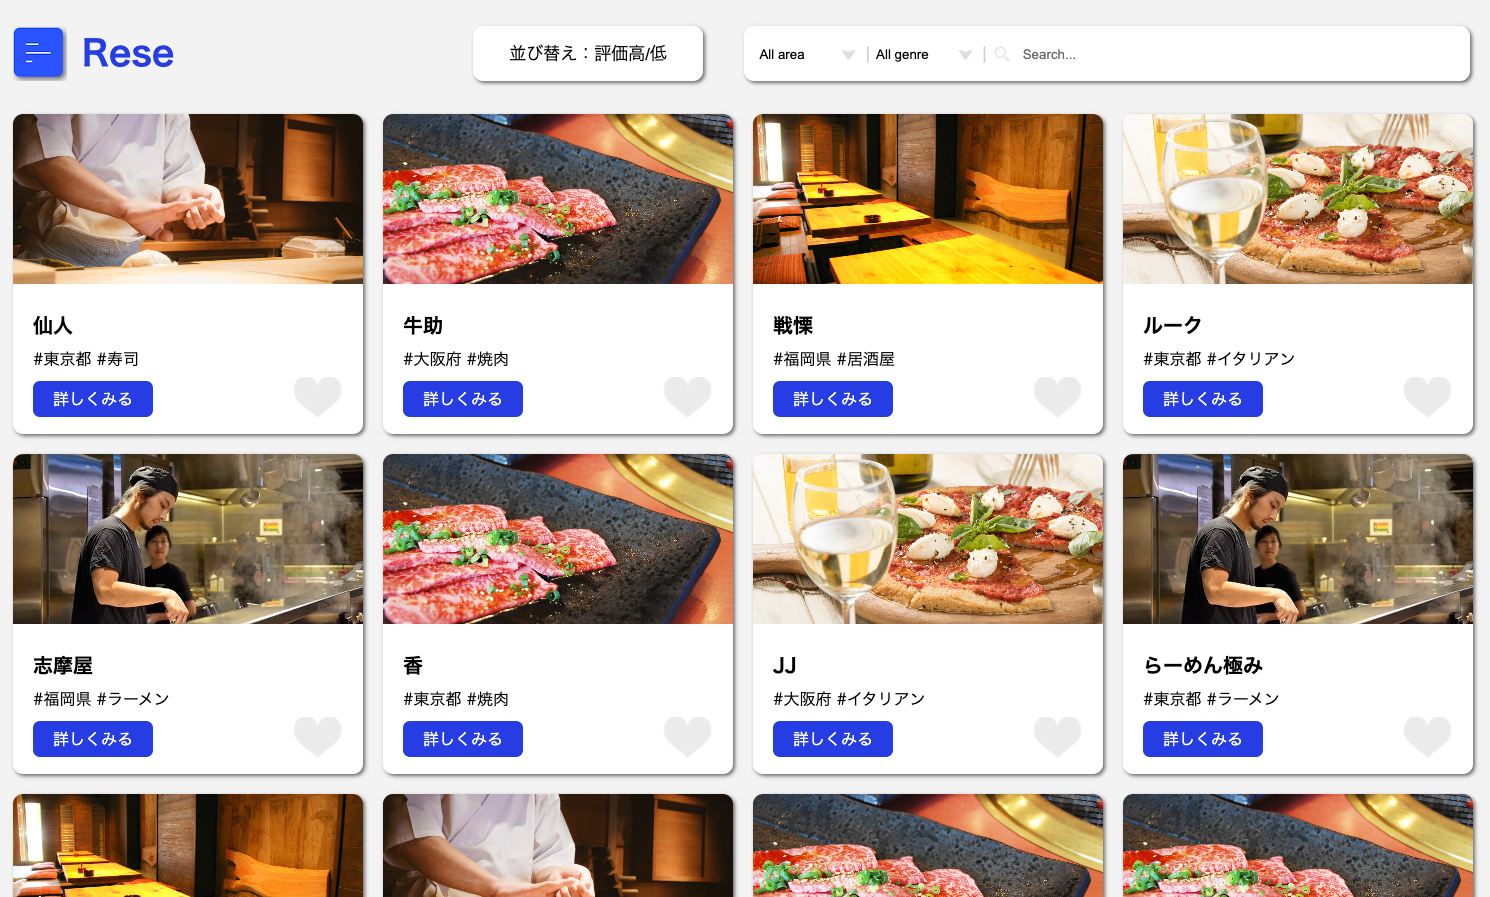 Rese
並び替え：評価高/低
All area
All genre
Search...
仙人
#東京都 #寿司
詳しくみる
牛助
#大阪府 #焼肉
詳しくみる
戦慄
#福岡県 #居酒屋
詳しくみる
ルーク
#東京都 #イタリアン
詳しくみる
志摩屋
#福岡県 #ラーメン
詳しくみる
香
#東京都 #焼肉
詳しくみる
JJ
#大阪府 #イタリアン
詳しくみる
らーめん極み
#東京都 #ラーメン
詳しくみる